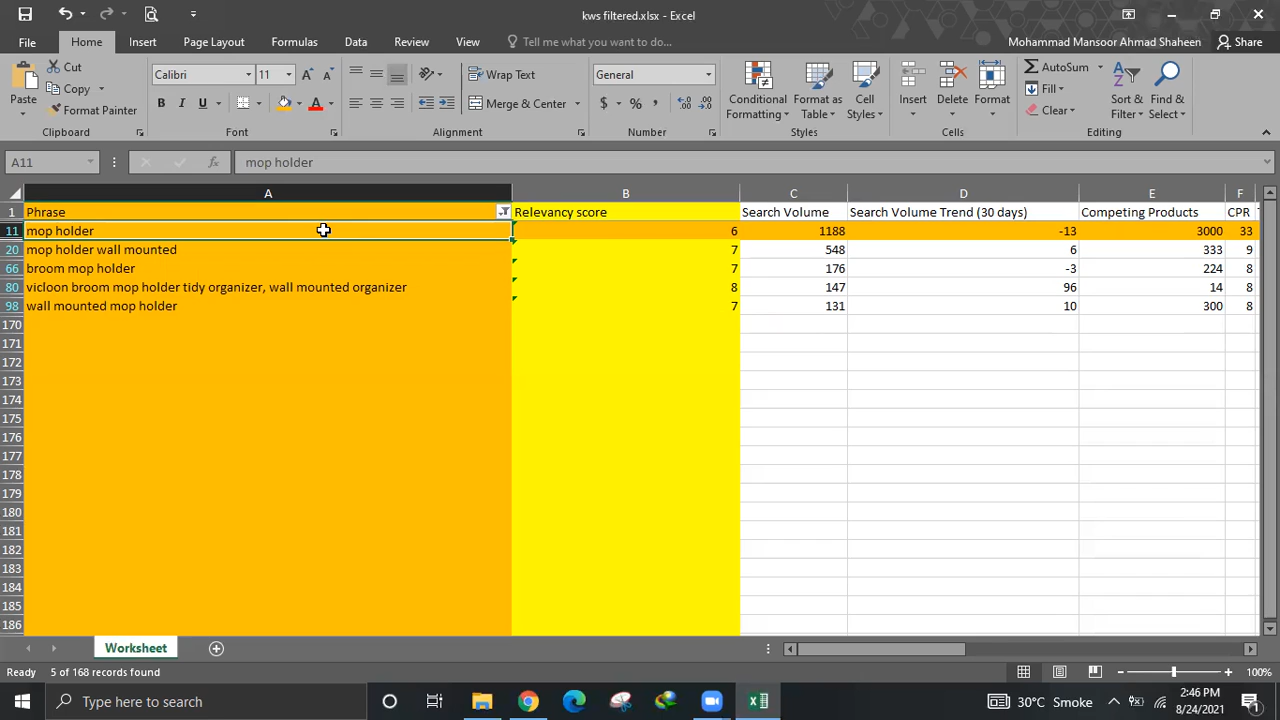 kws filtered.xlsx - Excel
File Home Insert Page Layout Formulas Data Review View Tell me what you want to do... Mohammad Mansoor Ahmad Shaheen Share
Paste Cut Copy Format Painter Clipboard
Calibri 11 B I U A A A Font
Wrap Text Merge & Center Alignment
General $ % , Number
Conditional Formatting Format as Table Cell Styles Styles
Insert Delete Format Cells
AutoSum Fill Clear Sort & Filter Find & Select Editing
A11 fx mop holder
A B C D E F
1 Phrase Relevancy score Search Volume Search Volume Trend (30 days) Competing Products CPR T
11 mop holder 6 1188 -13 3000 33
20 mop holder wall mounted 7 548 6 333 9
66 broom mop holder 7 176 -3 224 8
80 vicloon broom mop holder tidy organizer, wall mounted organizer 8 147 96 14 8
98 wall mounted mop holder 7 131 10 300 8
170
171
172
173
174
175
176
177
178
179
180
181
182
183
184
185
186
Worksheet
Ready 5 of 168 records found 100%
Type here to search 30°C Smoke 2:46 PM
8/24/2021